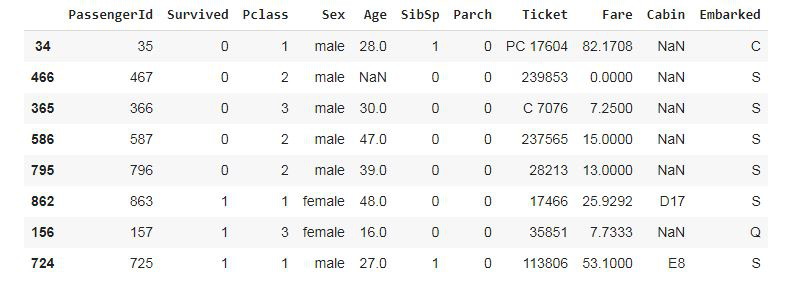 PassengerId Survived Pclass Sex Age SibSp Parch Ticket Fare Cabin Embarked
34 35 0 1 male 28.0 1 0 PC 17604 82.1708 NaN C
466 467 0 2 male NaN 0 0 239853 0.0000 NaN S
365 366 0 3 male 30.0 0 0 C 7076 7.2500 NaN S
586 587 0 2 male 47.0 0 0 237565 15.0000 NaN S
795 796 0 2 male 39.0 0 0 28213 13.0000 NaN S
862 863 1 1 female 48.0 0 0 17466 25.9292 D17 S
156 157 1 3 female 16.0 0 0 35851 7.7333 NaN Q
724 725 1 1 male 27.0 1 0 113806 53.1000 E8 S